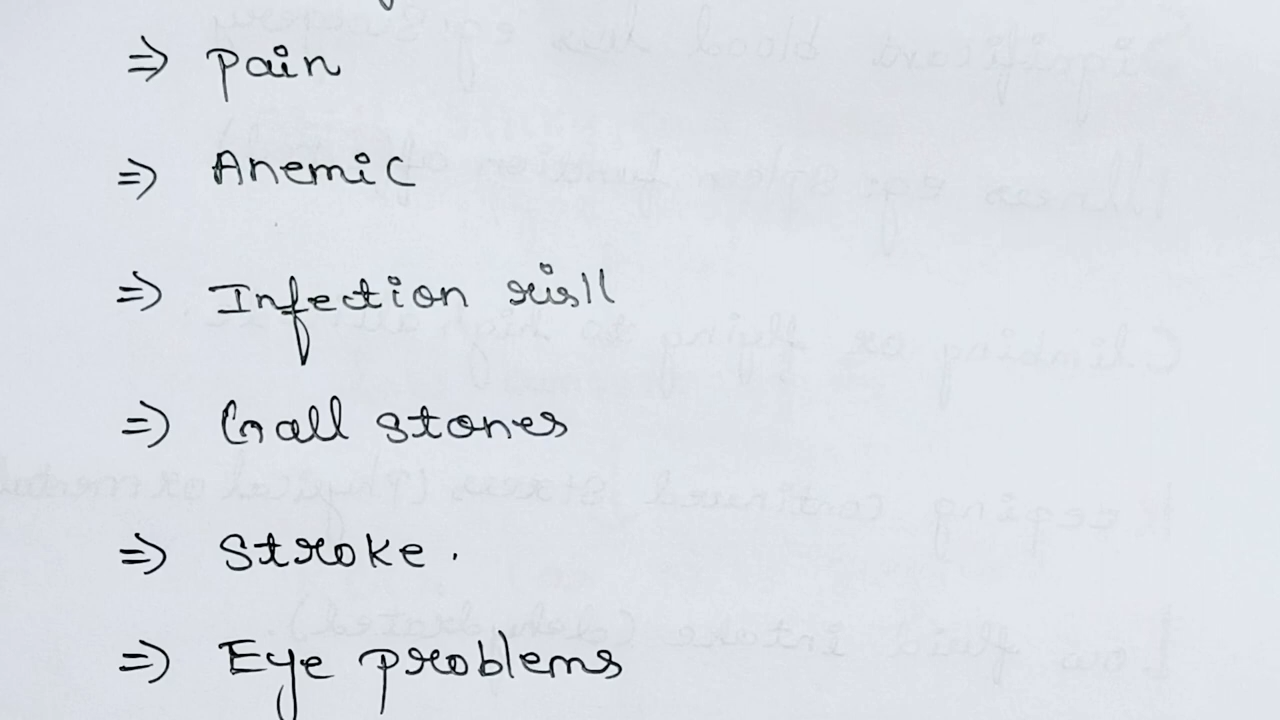 ⇒ Pain
⇒ Anemic
⇒ Infection risk
⇒ Gall stones
⇒ Stroke.
⇒ Eye problems